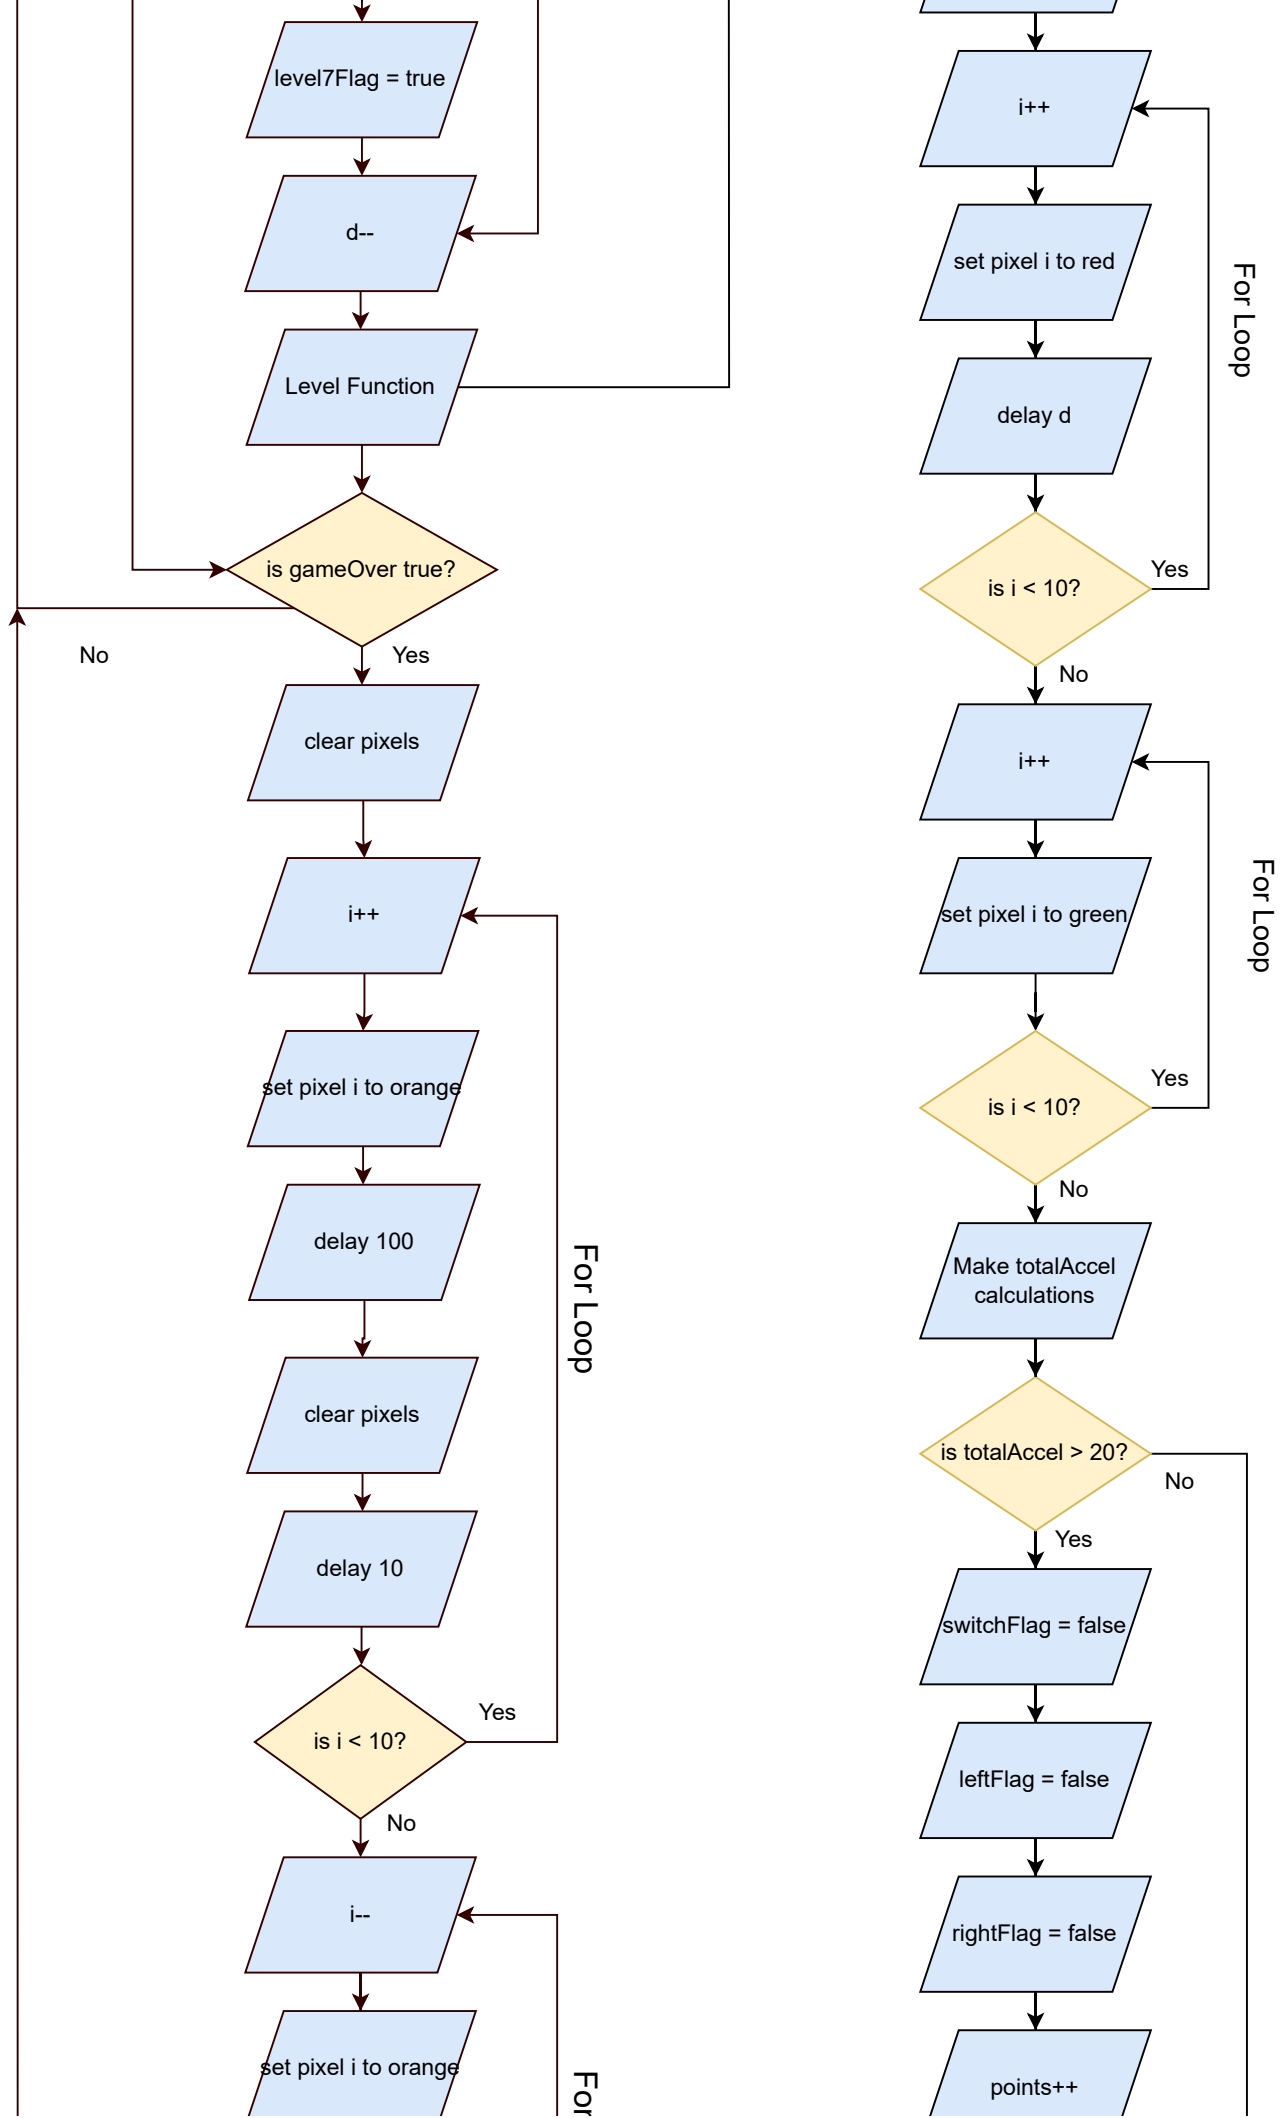 level7Flag = true
d--
Level Function
is gameOver true?
No
Yes
clear pixels
i++
set pixel i to orange
delay 100
clear pixels
delay 10
For Loop
is i < 10?
Yes
No
i--
set pixel i to orange
For
i++
set pixel i to red
For Loop
delay d
is i < 10?
Yes
No
i++
set pixel i to green
For Loop
is i < 10?
Yes
No
Make totalAccel
calculations
is totalAccel > 20?
No
Yes
switchFlag = false
leftFlag = false
rightFlag = false
points++